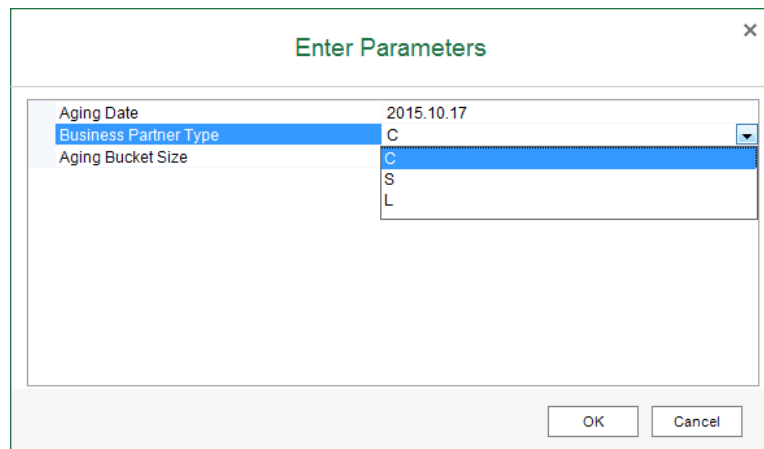 Enter Parameters
Aging Date 2015.10.17
Business Partner Type C
Aging Bucket Size C
S
L
OK Cancel